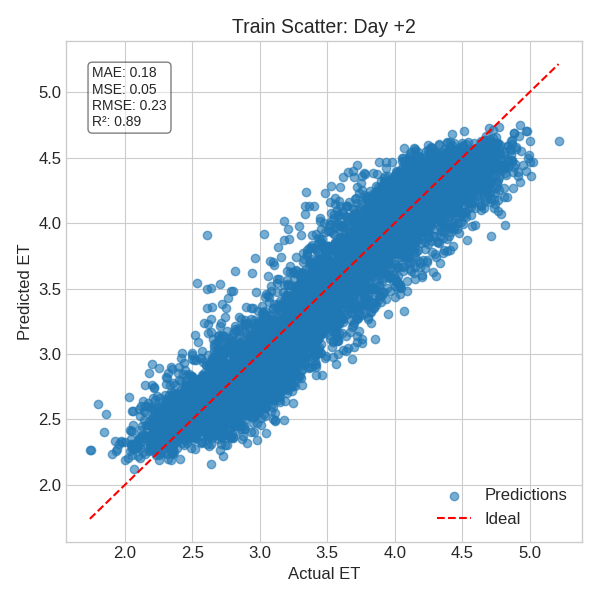 Train Scatter: Day +2
MAE: 0.18
MSE: 0.05
RMSE: 0.23
R²: 0.89
5.0
4.5
4.0
3.5
3.0
2.5
2.0
Predicted ET
Predictions
Ideal
2.0 2.5 3.0 3.5 4.0 4.5 5.0
Actual ET